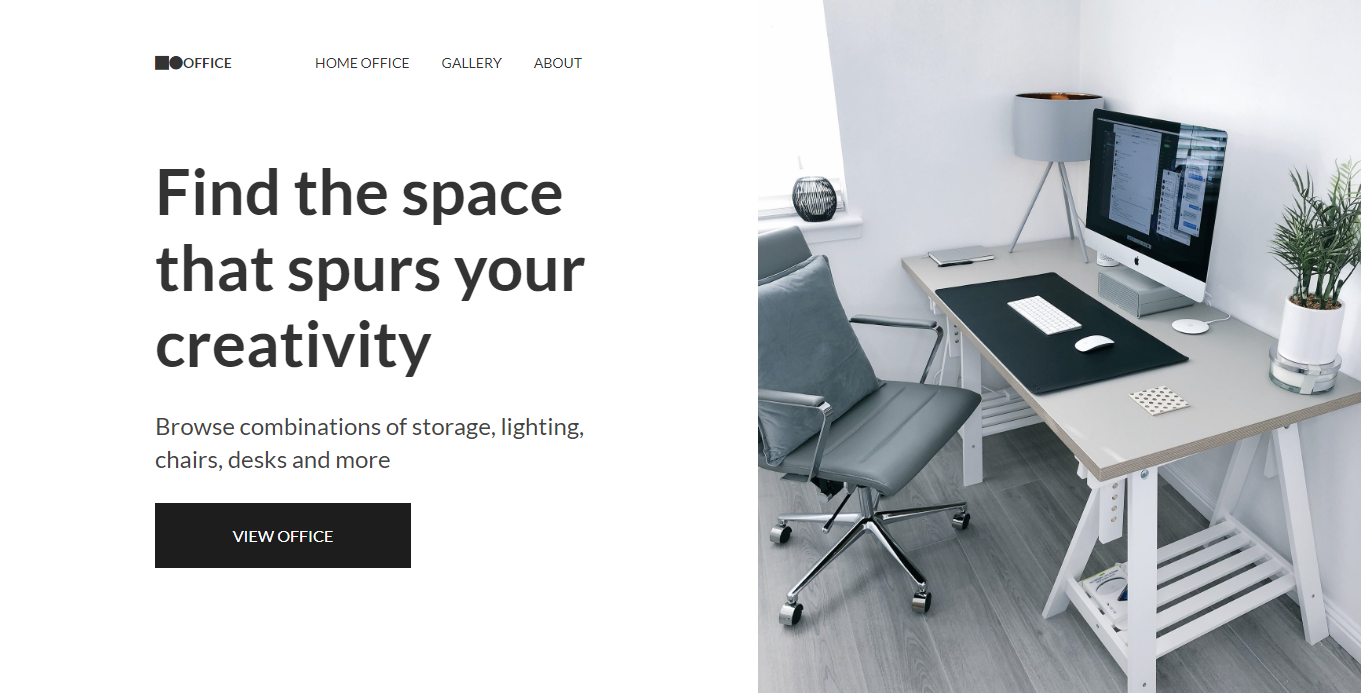 OFFICE
HOME OFFICE
GALLERY
ABOUT
Find the space
that spurs your
creativity
Browse combinations of storage, lighting,
chairs, desks and more
VIEW OFFICE